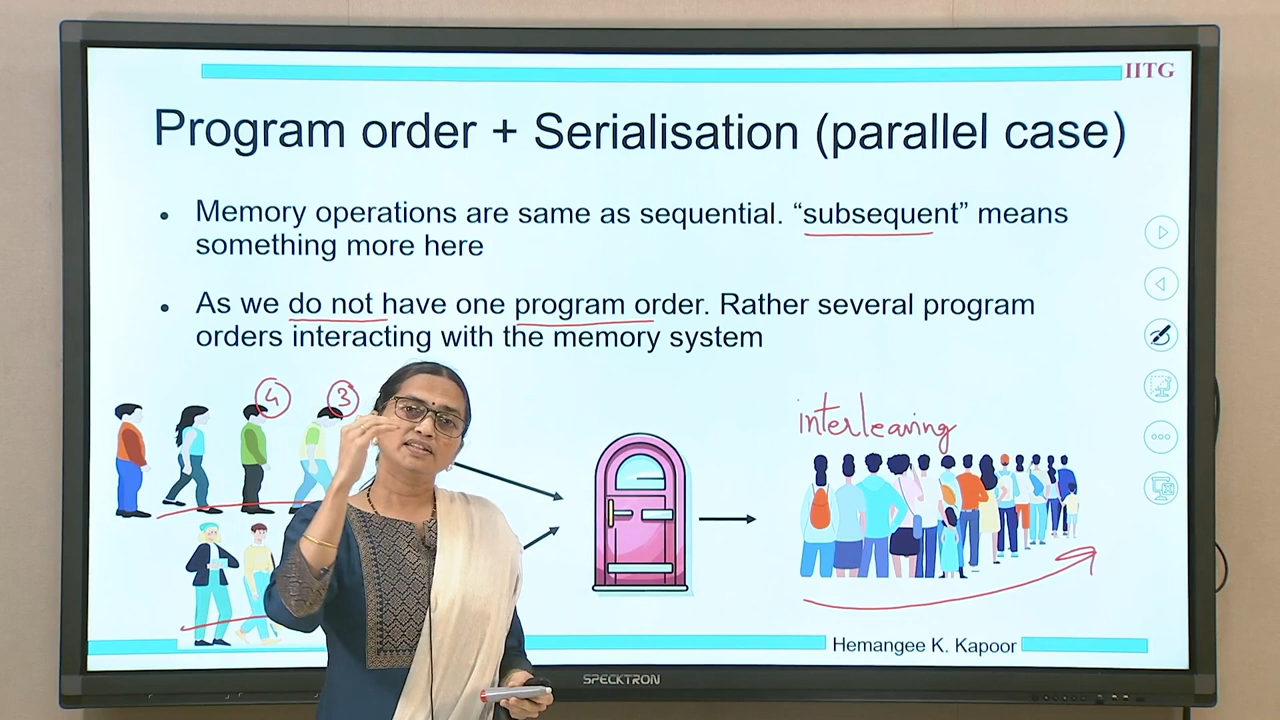 IITG
Program order + Serialisation (parallel case)
• Memory operations are same as sequential. “subsequent” means
something more here
• As we do not have one program order. Rather several program
orders interacting with the memory system
4 3
interleaving
Hemangee K. Kapoor
SPECKTRON